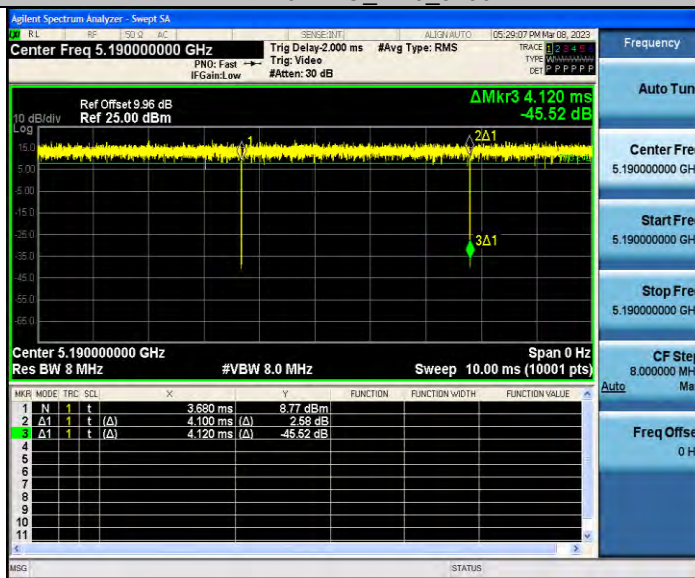 Agilent Spectrum Analyzer - Swept SA
LXI RL RF 50 Ω AC SENSE:INT ALIGN AUTO 05:29:07 PM Mar 08, 2023
Center Freq 5.190000000 GHz
PNO: Fast
IFGain:Low
Trig Delay-2.000 ms
Trig: Video
#Atten: 30 dB
#Avg Type: RMS
TRACE 1 2 3 4 5 6
TYPE WWWWWW
DET P P P P P P
Ref Offset 9.96 dB
10 dB/div Ref 25.00 dBm
Log
ΔMkr3 4.120 ms
-45.52 dB
15.0
5.00
-5.00
-15.0
-25.0
-35.0
-45.0
-55.0
-65.0
1
2Δ1
3Δ1
Center 5.190000000 GHz Span 0 Hz
Res BW 8 MHz #VBW 8.0 MHz Sweep 10.00 ms (10001 pts)
MKR MODE TRC SCL X Y FUNCTION FUNCTION WIDTH FUNCTION VALUE
1 N 1 t 3.680 ms 8.77 dBm
2 Δ1 1 t (Δ) 4.100 ms (Δ) 2.58 dB
3 Δ1 1 t (Δ) 4.120 ms (Δ) -45.52 dB
4
5
6
7
8
9
10
11
MSG STATUS
Frequency
Auto Tun
Center Fre
5.190000000 GH
Start Fre
5.190000000 GH
Stop Fre
5.190000000 GH
CF Step
8.000000 MH
Auto Ma
Freq Offse
0 H